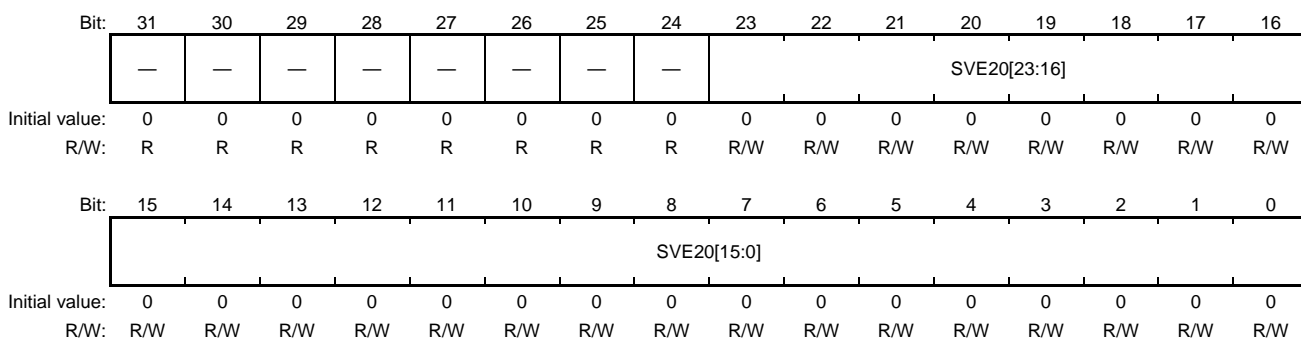 Bit: 31 30 29 28 27 26 25 24 23 22 21 20 19 18 17 16
— — — — — — — — SVE20[23:16]
Initial value: 0 0 0 0 0 0 0 0 0 0 0 0 0 0 0 0
R/W: R R R R R R R R R/W R/W R/W R/W R/W R/W R/W R/W
Bit: 15 14 13 12 11 10 9 8 7 6 5 4 3 2 1 0
SVE20[15:0]
Initial value: 0 0 0 0 0 0 0 0 0 0 0 0 0 0 0 0
R/W: R/W R/W R/W R/W R/W R/W R/W R/W R/W R/W R/W R/W R/W R/W R/W R/W